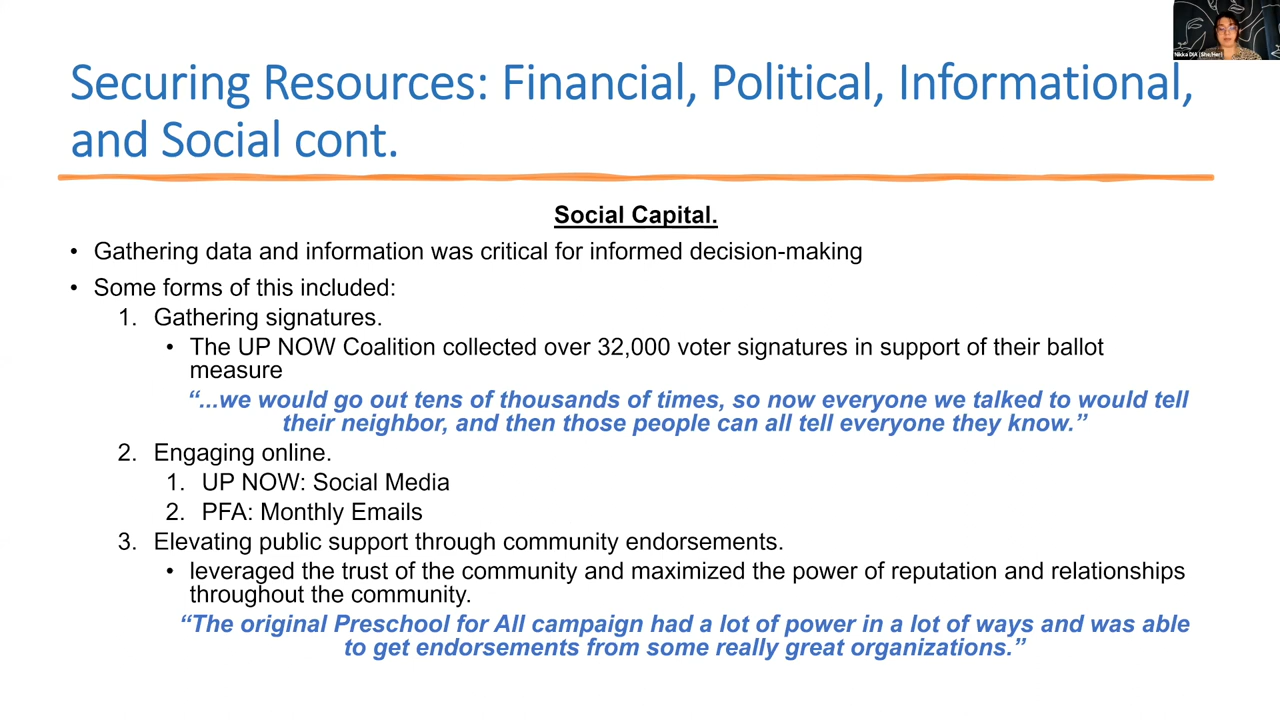 Nikka DIA (She/Her)
Securing Resources: Financial, Political, Informational,
and Social cont.
Social Capital.
• Gathering data and information was critical for informed decision-making
• Some forms of this included:
1. Gathering signatures.
• The UP NOW Coalition collected over 32,000 voter signatures in support of their ballot
measure
“...we would go out tens of thousands of times, so now everyone we talked to would tell
their neighbor, and then those people can all tell everyone they know.”
2. Engaging online.
1. UP NOW: Social Media
2. PFA: Monthly Emails
3. Elevating public support through community endorsements.
• leveraged the trust of the community and maximized the power of reputation and relationships
throughout the community.
“The original Preschool for All campaign had a lot of power in a lot of ways and was able
to get endorsements from some really great organizations.”